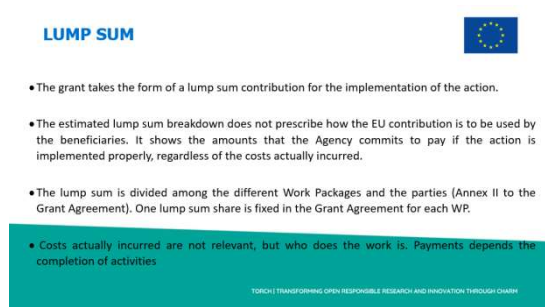 LUMP SUM
• The grant takes the form of a lump sum contribution for the implementation of the action.
• The estimated lump sum breakdown does not prescribe how the EU contribution is to be used by
the beneficiaries. It shows the amounts that the Agency commits to pay if the action is
implemented properly, regardless of the costs actually incurred.
• The lump sum is divided among the different Work Packages and the parties (Annex II to the
Grant Agreement). One lump sum share is fixed in the Grant Agreement for each WP.
• Costs actually incurred are not relevant, but who does the work is. Payments depends the
completion of activities
TORCH | TRANSFORMING OPEN RESPONSIBLE RESEARCH AND INNOVATION THROUGH CHARM